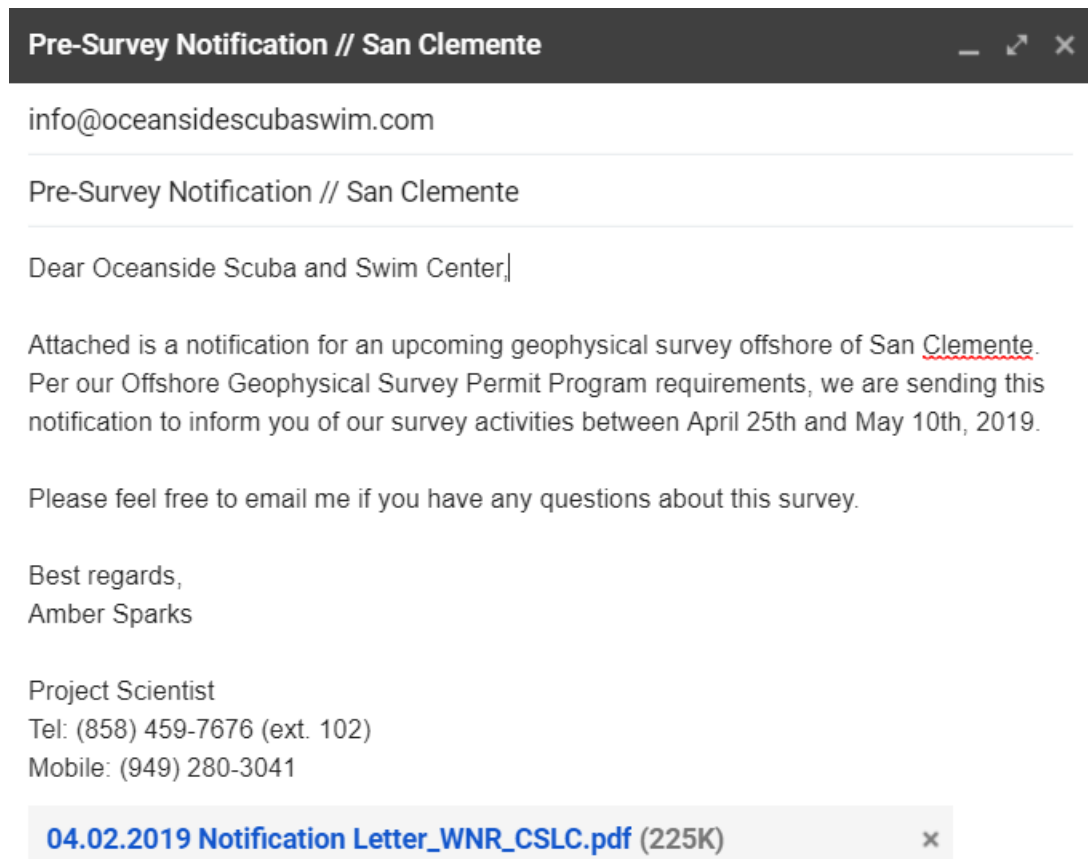 Pre-Survey Notification // San Clemente
info@oceansidescubaswim.com
Pre-Survey Notification // San Clemente
Dear Oceanside Scuba and Swim Center,
Attached is a notification for an upcoming geophysical survey offshore of San Clemente.
Per our Offshore Geophysical Survey Permit Program requirements, we are sending this
notification to inform you of our survey activities between April 25th and May 10th, 2019.
Please feel free to email me if you have any questions about this survey.
Best regards,
Amber Sparks
Project Scientist
Tel: (858) 459-7676 (ext. 102)
Mobile: (949) 280-3041
04.02.2019 Notification Letter_WNR_CSLC.pdf (225K)